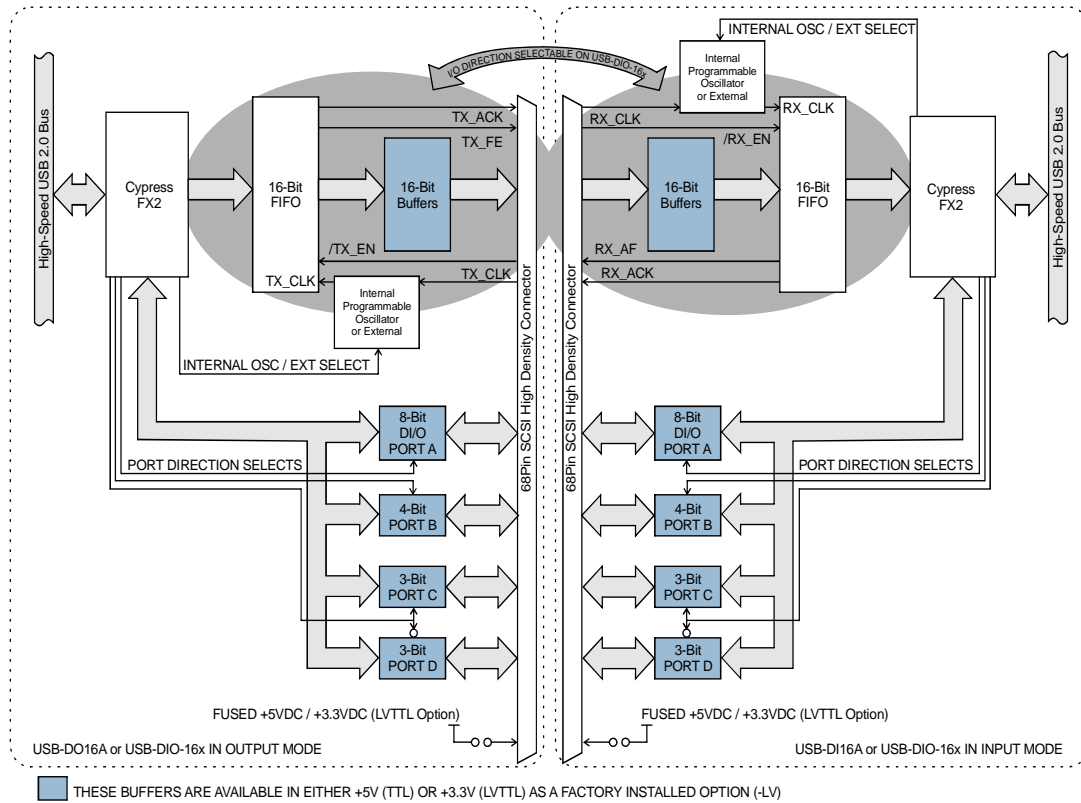 I/O DIRECTION SELECTABLE ON USB-DIO-16x
High-Speed USB 2.0 Bus
Cypress
FX2
16-Bit
FIFO
TX_ACK
TX_FE
16-Bit
Buffers
/TX_EN
TX_CLK
TX_CLK
Internal
Programmable
Oscillator
or External
INTERNAL OSC / EXT SELECT
8-Bit
DI/O
PORT A
PORT DIRECTION SELECTS
4-Bit
PORT B
3-Bit
PORT C
3-Bit
PORT D
68Pin SCSI High Density Connector
FUSED +5VDC / +3.3VDC (LVTTL Option)
USB-DO16A or USB-DIO-16x IN OUTPUT MODE
INTERNAL OSC / EXT SELECT
Internal
Programmable
Oscillator
or External
RX_CLK
RX_CLK
/RX_EN
16-Bit
Buffers
16-Bit
FIFO
Cypress
FX2
High-Speed USB 2.0 Bus
RX_AF
RX_ACK
68Pin SCSI High Density Connector
8-Bit
DI/O
PORT A
PORT DIRECTION SELECTS
4-Bit
PORT B
3-Bit
PORT C
3-Bit
PORT D
FUSED +5VDC / +3.3VDC (LVTTL Option)
USB-DI16A or USB-DIO-16x IN INPUT MODE
THESE BUFFERS ARE AVAILABLE IN EITHER +5V (TTL) OR +3.3V (LVTTL) AS A FACTORY INSTALLED OPTION (-LV)